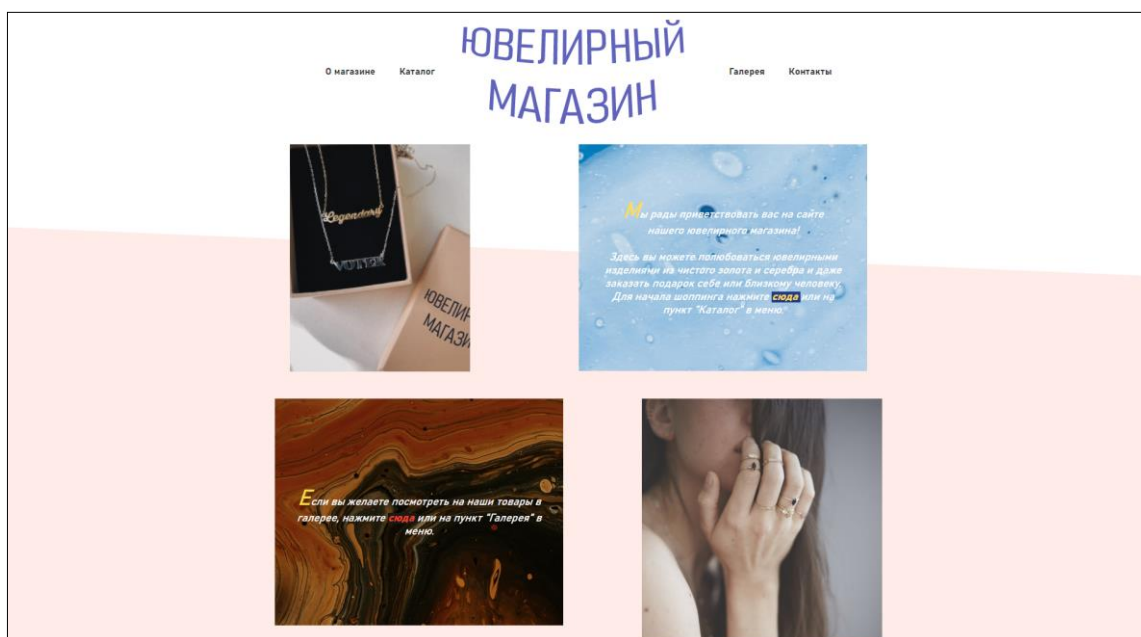 ЮВЕЛИРНЫЙ
МАГАЗИН
О магазине
Каталог
Галерея
Контакты
Legendary
VOTER
ЮВЕЛИР
МАГАЗИ
Мы рады приветствовать вас на сайте
нашего ювелирного магазина!
Здесь вы можете полюбоваться ювелирными
изделиями из чистого золота и серебра и даже
заказать подарок себе или близкому человеку
Для начала шоппинга нажмите сюда или на
пункт "Каталог" в меню.
Если вы желаете посмотреть на наши товары в
галерее, нажмите сюда или на пункт "Галерея" в
меню.